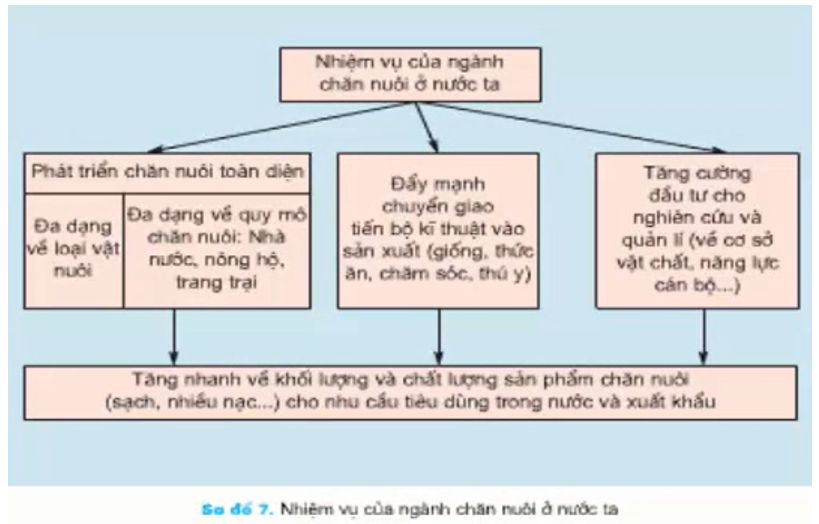 Nhiệm vụ của ngành
chăn nuôi ở nước ta
Phát triển chăn nuôi toàn diện
Đa dạng
về loại vật
nuôi
Đa dạng về quy mô
chăn nuôi: Nhà
nước, nông hộ,
trang trại
Đẩy mạnh
chuyển giao
tiến bộ kĩ thuật vào
sản xuất (giống, thức
ăn, chăm sóc, thú y)
Tăng cường
đầu tư cho
nghiên cứu và
quản lí (về cơ sở
vật chất, năng lực
cán bộ...)
Tăng nhanh về khối lượng và chất lượng sản phẩm chăn nuôi
(sạch, nhiều nạc...) cho nhu cầu tiêu dùng trong nước và xuất khẩu
Sơ đồ 7. Nhiệm vụ của ngành chăn nuôi ở nước ta